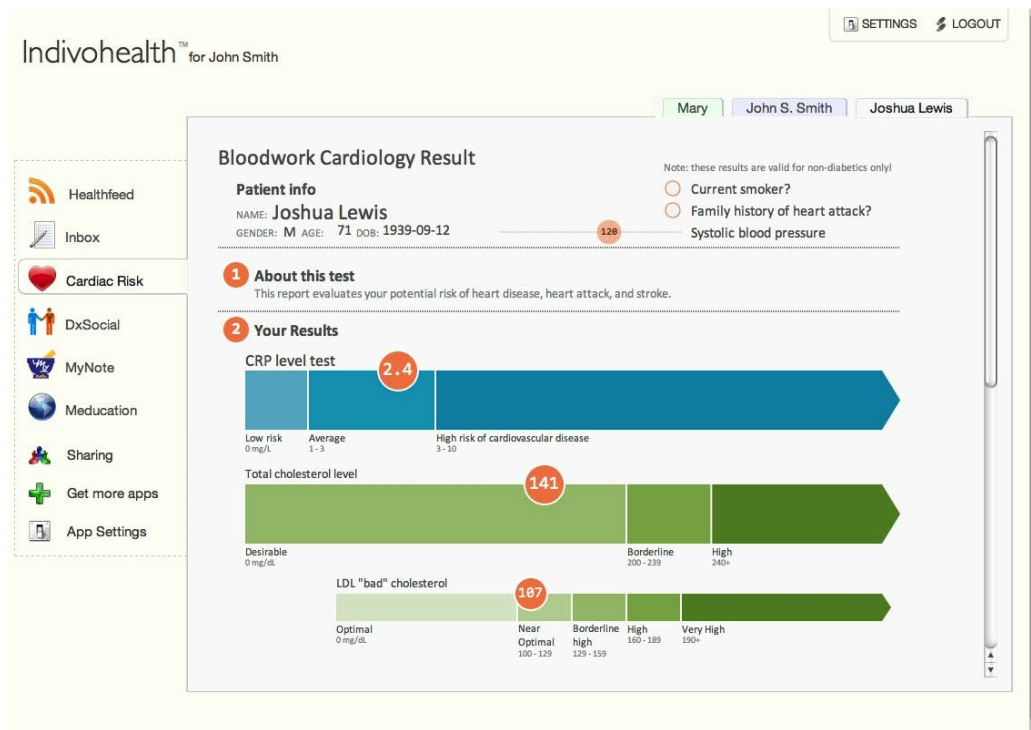 SETTINGS LOGOUT
Indivohealth™ for John Smith
Mary John S. Smith Joshua Lewis
Healthfeed
Inbox
Cardiac Risk
DxSocial
MyNote
Meducation
Sharing
Get more apps
App Settings
Bloodwork Cardiology Result
Note: these results are valid for non-diabetics only!
Patient info
NAME: Joshua Lewis
GENDER: M AGE: 71 DOB: 1939-09-12
Current smoker?
Family history of heart attack?
120 Systolic blood pressure
1 About this test
This report evaluates your potential risk of heart disease, heart attack, and stroke.
2 Your Results
CRP level test
2.4
Low risk Average High risk of cardiovascular disease
0 mg/L 1 - 3 3 - 10
Total cholesterol level
141
Desirable Borderline High
0 mg/dL 200 - 239 240+
LDL "bad" cholesterol
107
Optimal Near Borderline High Very High
0 mg/dL Optimal high 160 - 189 190+
100 - 129 129 - 159